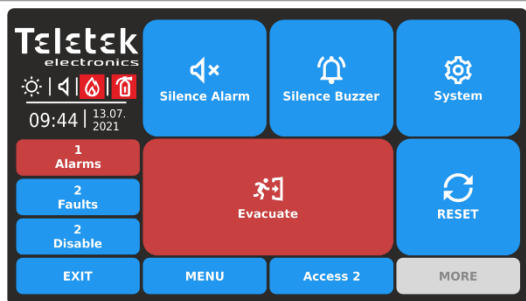 Teletek
electronics
09:44
13.07.
2021
1
Alarms
2
Faults
2
Disable
EXIT
Silence Alarm
Silence Buzzer
System
Evacuate
RESET
MENU
Access 2
MORE